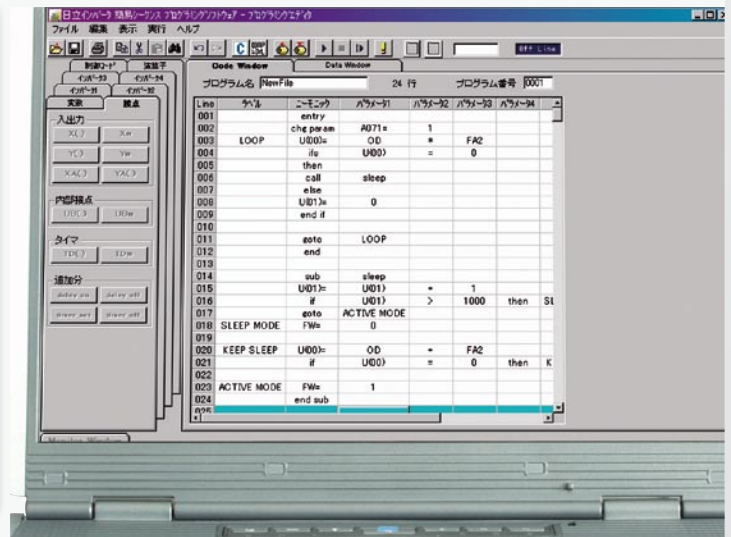 日立インバータ 簡易シーケンス プログラミングソフトウェア - プログラミングエディタ
ファイル 編集 表示 実行 ヘルプ
Off Line
制御コード 演算子
インバータ3 インバータ4
インバータ1 インバータ2
変数 接点
入出力
X( ) Xw
Y( ) Yw
XA( ) YA( )
内部接点
UB( ) UBw
タイマ
TD( ) TDw
追加分
delay on delay off
Code Window Data Window
プログラム名 NewFile 24 行 プログラム番号 0001
Line ラベル ニーモニック パラメータ1 パラメータ2 パラメータ3 パラメータ4
001 entry
002 chg param A071= 1
003 LOOP U(00)= OD * FA2
004 ifs U(00) = 0
005 then
006 call sleep
007 else
008 U(01)= 0
009 end if
010
011 goto LOOP
012 end
013
014 sub sleep
015 U(01)= U(01) 1
016 if U(01) > 1000 then SL
017 goto ACTIVE MODE
018 SLEEP MODE FW= 0
019
020 KEEP SLEEP U(00)= OD FA2
021 if U(00) = 0 then K
022
023 ACTIVE MODE FW= 1
024 end sub
025
Monitor Window